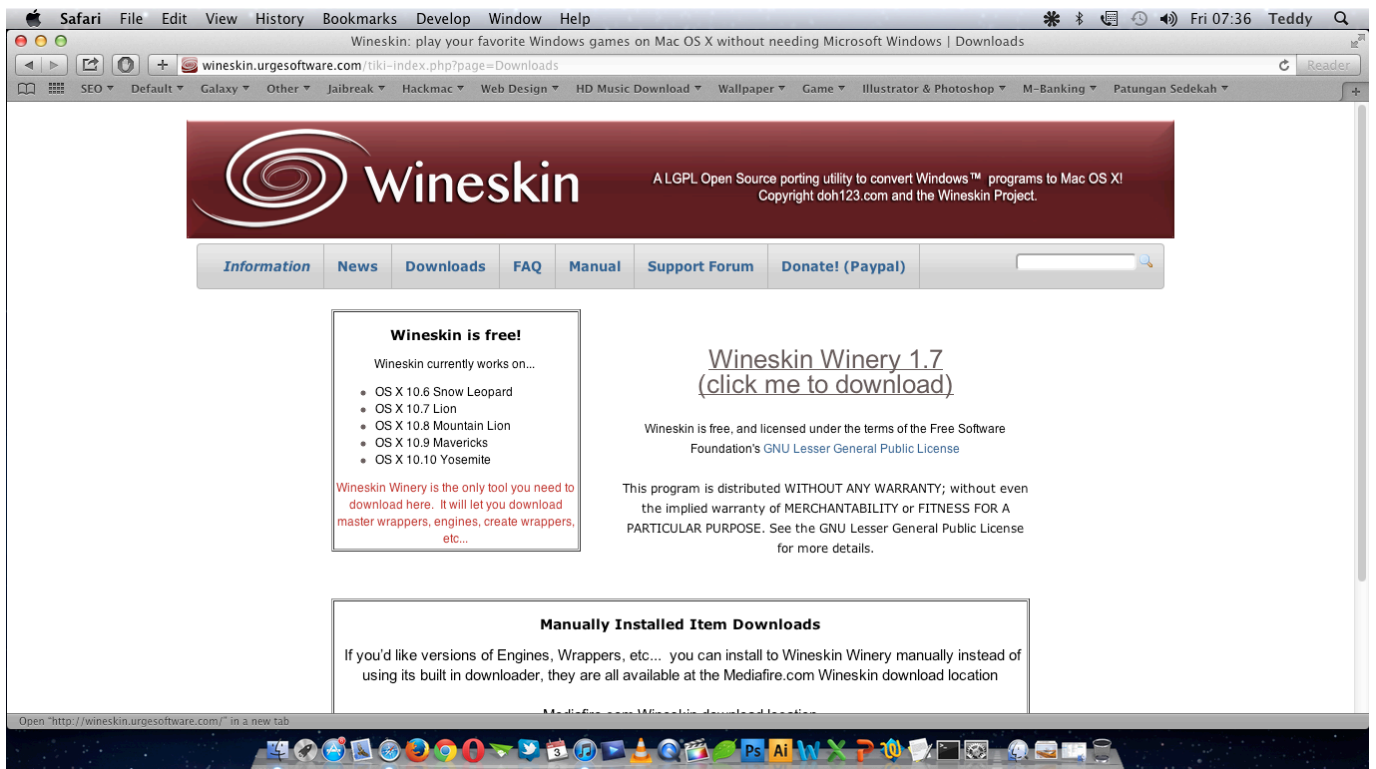 Safari File Edit View History Bookmarks Develop Window Help Fri 07:36 Teddy
Wineskin: play your favorite Windows games on Mac OS X without needing Microsoft Windows | Downloads
wineskin.urgesoftware.com/tiki-index.php?page=Downloads Reader
SEO Default Galaxy Other Jaibreak Hackmac Web Design HD Music Download Wallpaper Game Illustrator & Photoshop M-Banking Patungan Sedekah
Wineskin
A LGPL Open Source porting utility to convert Windows™ programs to Mac OS X!
Copyright doh123.com and the Wineskin Project.
Information News Downloads FAQ Manual Support Forum Donate! (Paypal)
Wineskin is free!
Wineskin currently works on...
OS X 10.6 Snow Leopard
OS X 10.7 Lion
OS X 10.8 Mountain Lion
OS X 10.9 Mavericks
OS X 10.10 Yosemite
Wineskin Winery is the only tool you need to
download here. It will let you download
master wrappers, engines, create wrappers,
etc...
Wineskin Winery 1.7
(click me to download)
Wineskin is free, and licensed under the terms of the Free Software
Foundation's GNU Lesser General Public License
This program is distributed WITHOUT ANY WARRANTY; without even
the implied warranty of MERCHANTABILITY or FITNESS FOR A
PARTICULAR PURPOSE. See the GNU Lesser General Public License
for more details.
Manually Installed Item Downloads
If you'd like versions of Engines, Wrappers, etc... you can install to Wineskin Winery manually instead of
using its built in downloader, they are all available at the Mediafire.com Wineskin download location
Mediafire.com Wineskin download location
Open "http://wineskin.urgesoftware.com/" in a new tab
3
Ps Ai